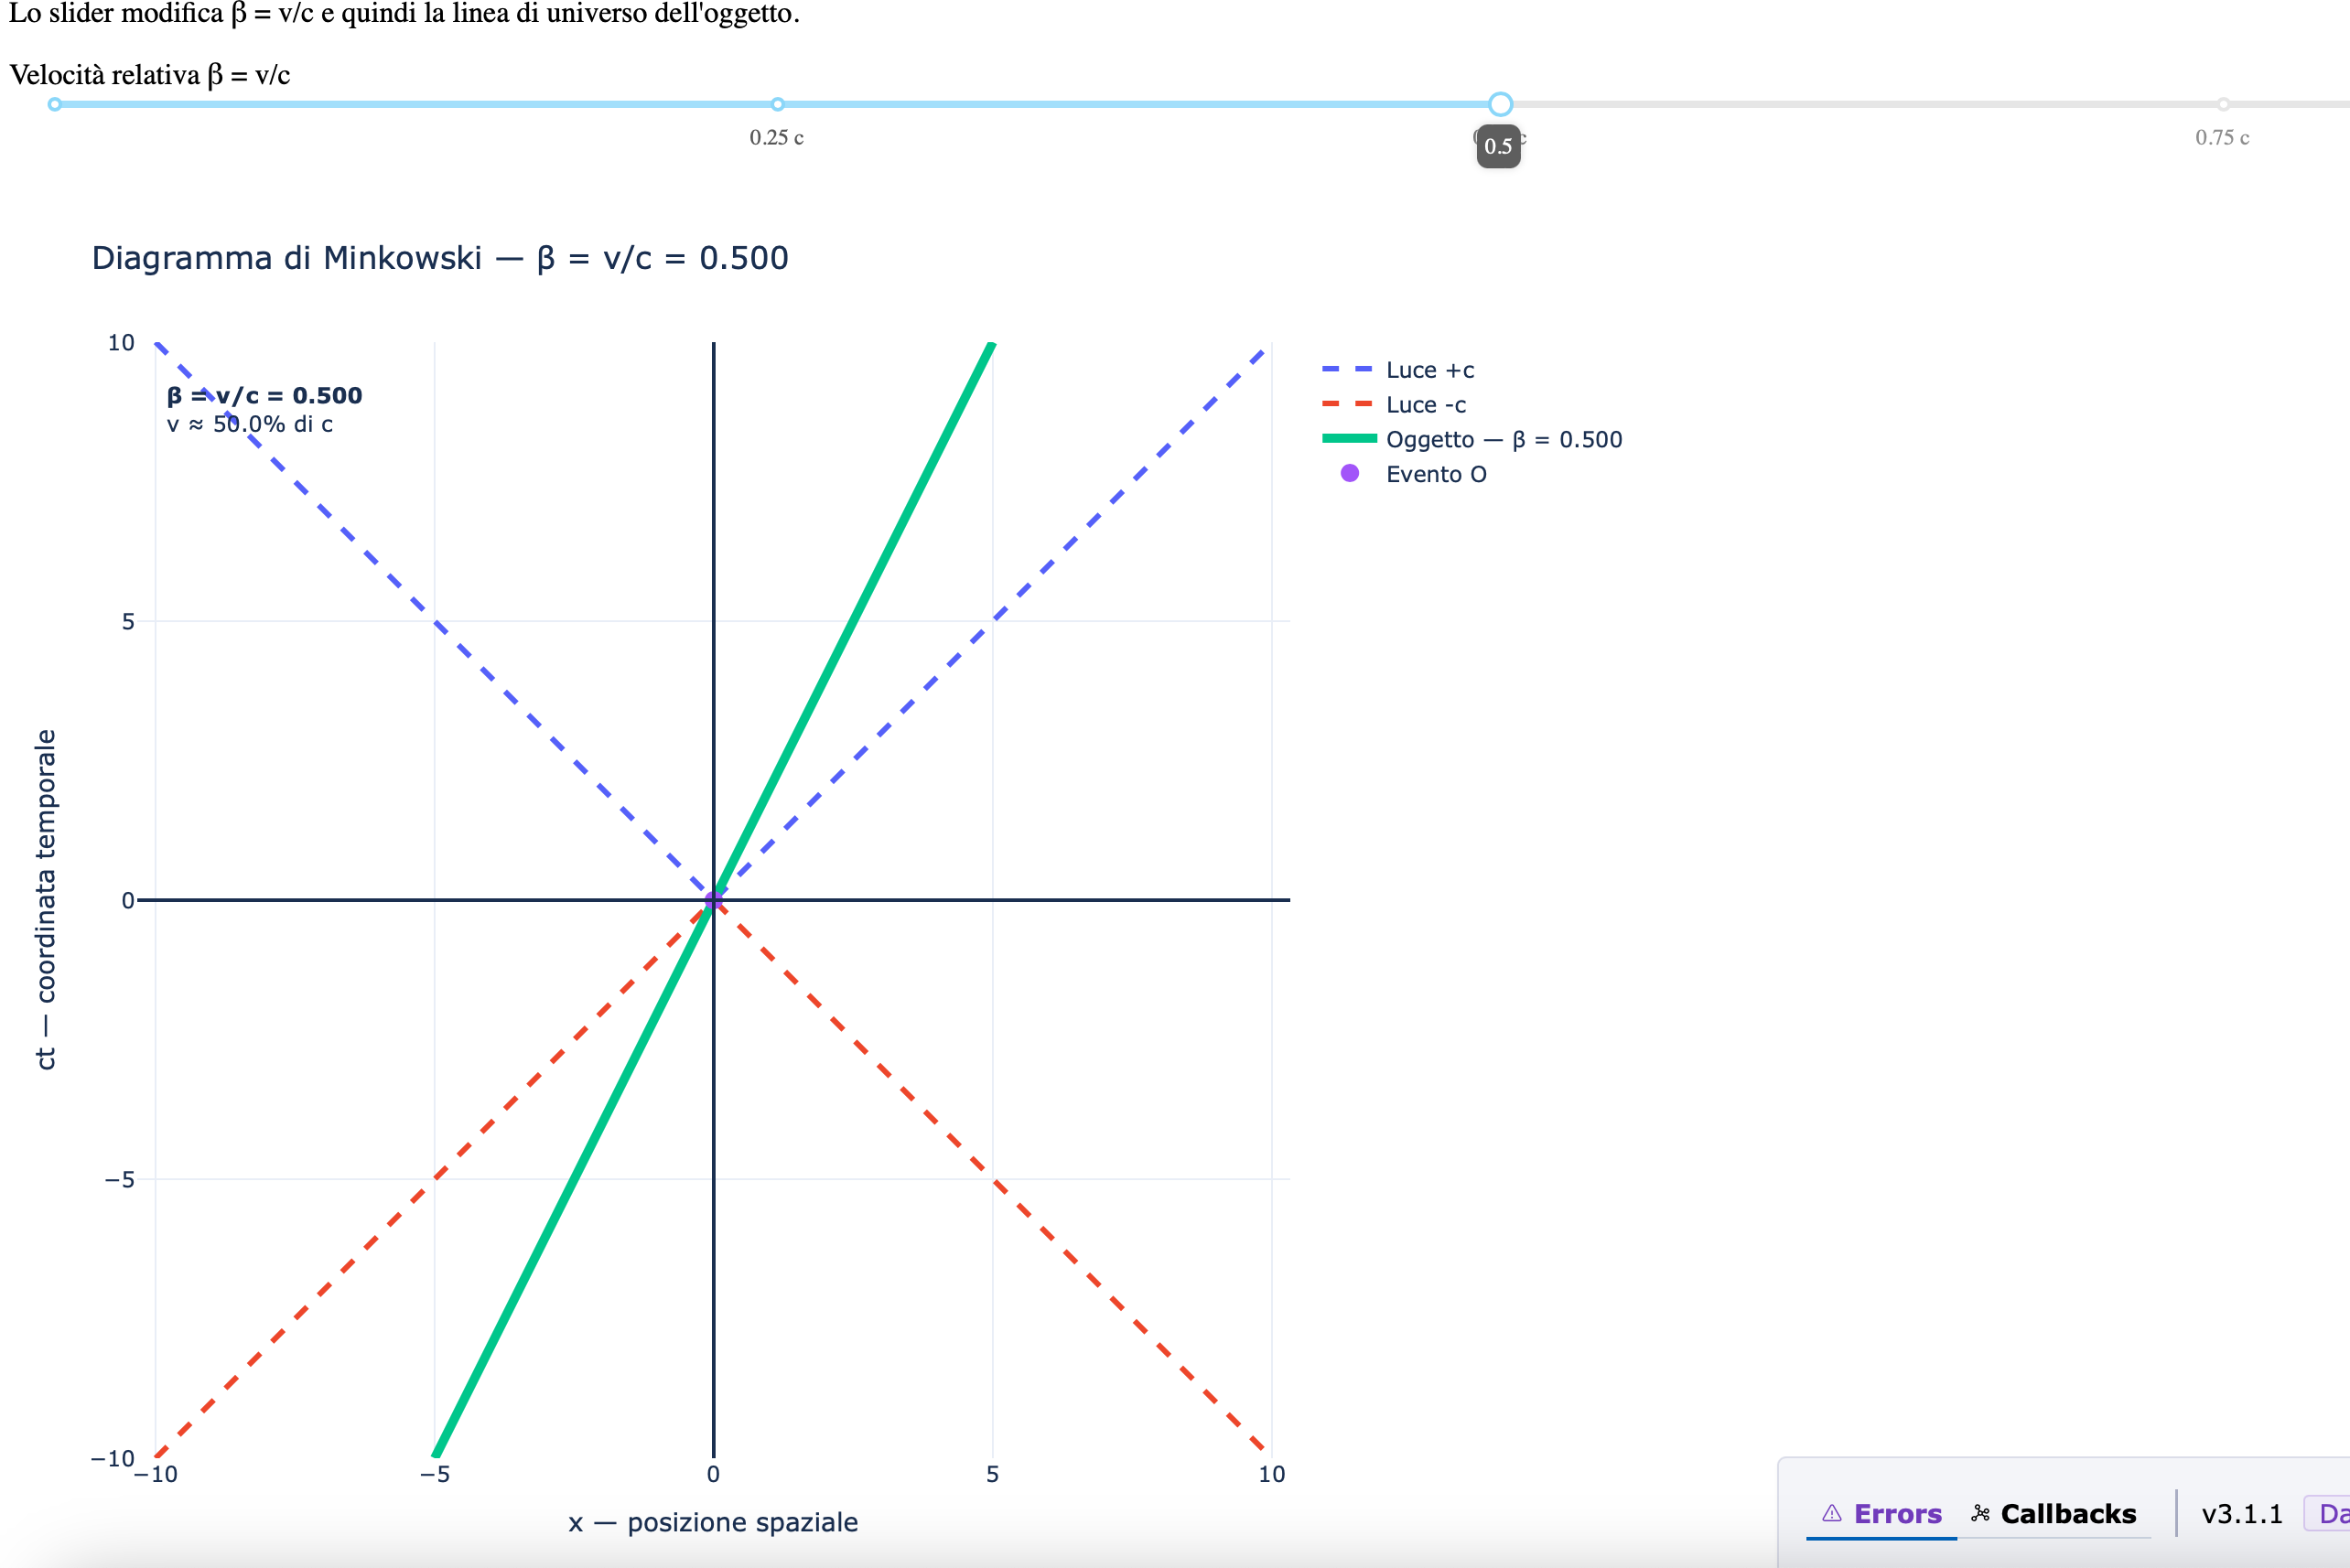 Lo slider modifica β = v/c e quindi la linea di universo dell'oggetto.
Velocità relativa β = v/c
0.25 c
0.5
c
0.75 c
Diagramma di Minkowski — β = v/c = 0.500
β = v/c = 0.500
v ≈ 50.0% di c
Luce +c
Luce -c
Oggetto — β = 0.500
Evento O
10
5
0
−5
−10
ct — coordinata temporale
−10
−5
0
5
10
x — posizione spaziale
Errors
Callbacks
v3.1.1